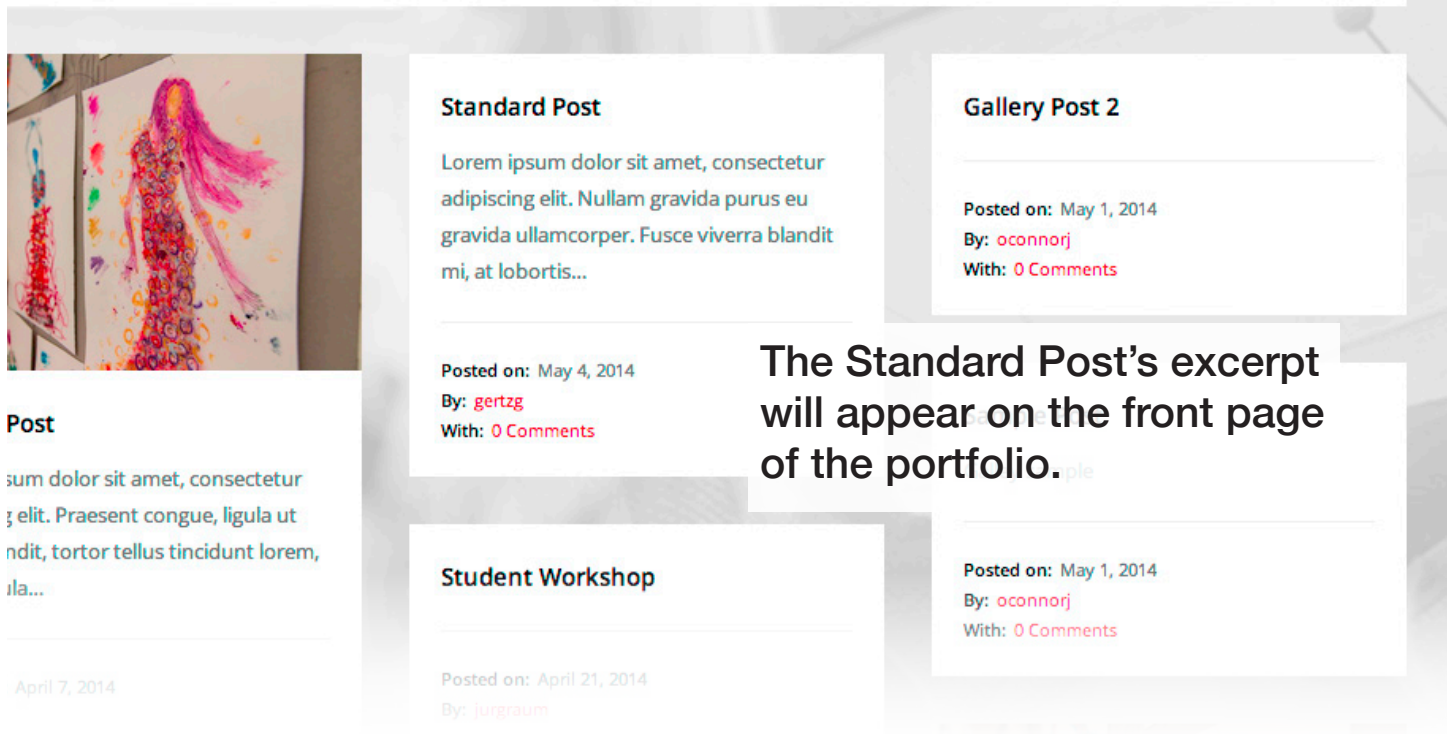 Post
sum dolor sit amet, consectetur
g elit. Praesent congue, ligula ut
ndit, tortor tellus tincidunt lorem,
ula...
April 7, 2014
Standard Post
Lorem ipsum dolor sit amet, consectetur
adipiscing elit. Nullam gravida purus eu
gravida ullamcorper. Fusce viverra blandit
mi, at lobortis...
Posted on: May 4, 2014
By: gertzg
With: 0 Comments
Student Workshop
Posted on: April 21, 2014
By: jurgraum
Gallery Post 2
Posted on: May 1, 2014
By: oconnorj
With: 0 Comments
The Standard Post’s excerpt
will appear on the front page
of the portfolio.
Posted on: May 1, 2014
By: oconnorj
With: 0 Comments